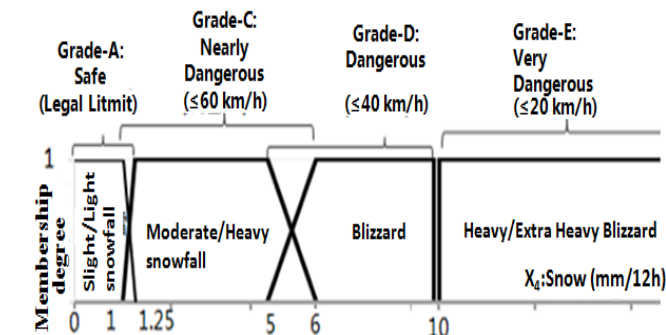 Grade-A:
Safe
(Legal Litmit)
Grade-C:
Nearly
Dangerous
(≤60 km/h)
Grade-D:
Dangerous
(≤40 km/h)
Grade-E:
Very
Dangerous
(≤20 km/h)
1
Membership
degree
Slight/Light
snowfall
Moderate/Heavy
snowfall
Blizzard
Heavy/Extra Heavy Blizzard
X₄:Snow (mm/12h)
0 1 1.25 5 6 10